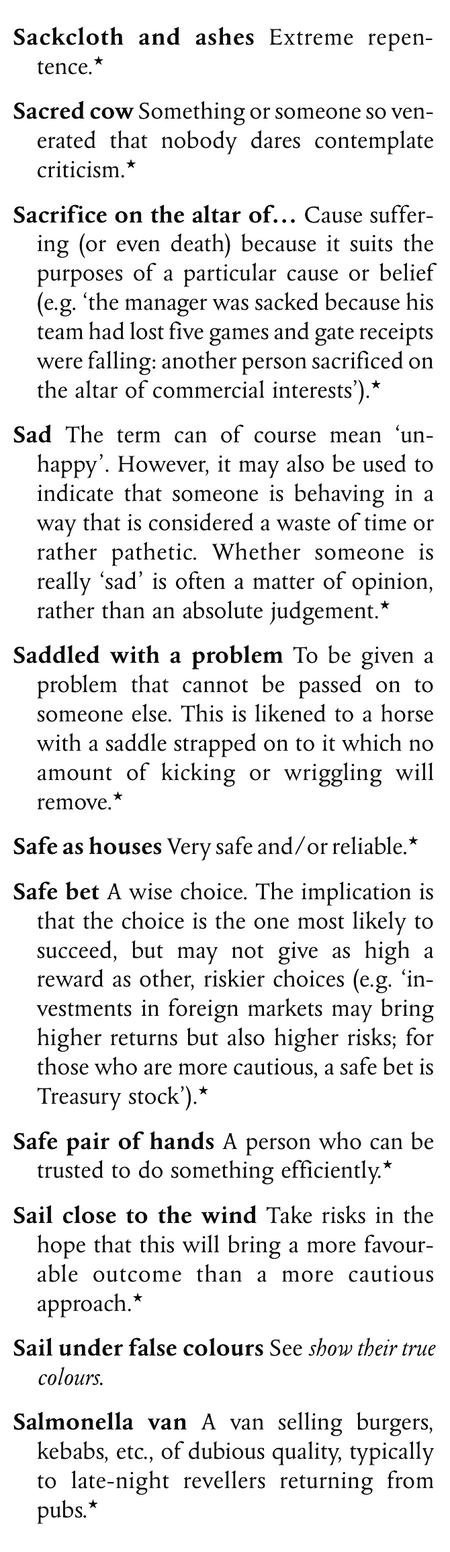 Sackcloth and ashes Extreme repen-
tence.★
Sacred cow Something or someone so ven-
erated that nobody dares contemplate
criticism.★
Sacrifice on the altar of… Cause suffer-
ing (or even death) because it suits the
purposes of a particular cause or belief
(e.g. ‘the manager was sacked because his
team had lost five games and gate receipts
were falling: another person sacrificed on
the altar of commercial interests’).★
Sad The term can of course mean ‘un-
happy’. However, it may also be used to
indicate that someone is behaving in a
way that is considered a waste of time or
rather pathetic. Whether someone is
really ‘sad’ is often a matter of opinion,
rather than an absolute judgement.★
Saddled with a problem To be given a
problem that cannot be passed on to
someone else. This is likened to a horse
with a saddle strapped on to it which no
amount of kicking or wriggling will
remove.★
Safe as houses Very safe and/or reliable.★
Safe bet A wise choice. The implication is
that the choice is the one most likely to
succeed, but may not give as high a
reward as other, riskier choices (e.g. ‘in-
vestments in foreign markets may bring
higher returns but also higher risks; for
those who are more cautious, a safe bet is
Treasury stock’).★
Safe pair of hands A person who can be
trusted to do something efficiently.★
Sail close to the wind Take risks in the
hope that this will bring a more favour-
able outcome than a more cautious
approach.★
Sail under false colours See show their true
colours.
Salmonella van A van selling burgers,
kebabs, etc., of dubious quality, typically
to late-night revellers returning from
pubs.★